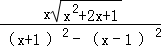 x√(x²+2x+1)
（x+1）²－（x－1）²